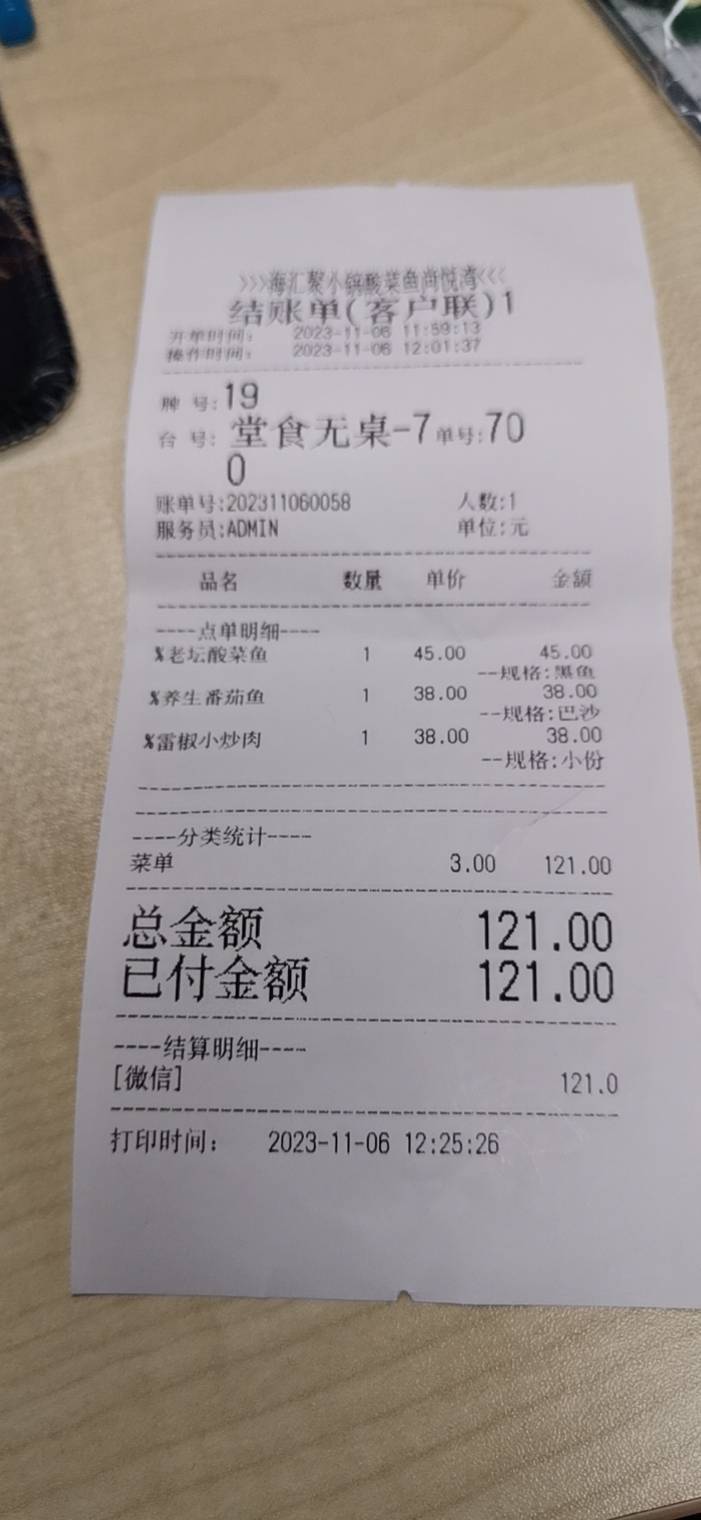 >>>海汇聚小锅酸菜鱼尚悦湾<<<
结账单(客户联)1
开单时间: 2023-11-06 11:59:13
操作时间: 2023-11-06 12:01:37
牌 号:19
台 号: 堂食无桌-7 单号:70
0
账单号:202311060058 人数:1
服务员:ADMIN 单位:元
品名 数量 单价 金额
----点单明细----
%老坛酸菜鱼 1 45.00 45.00
--规格:黑鱼
%养生番茄鱼 1 38.00 38.00
--规格:巴沙
%雷椒小炒肉 1 38.00 38.00
--规格:小份
----分类统计----
菜单 3.00 121.00
总金额 121.00
已付金额 121.00
----结算明细----
[微信] 121.0
打印时间: 2023-11-06 12:25:26